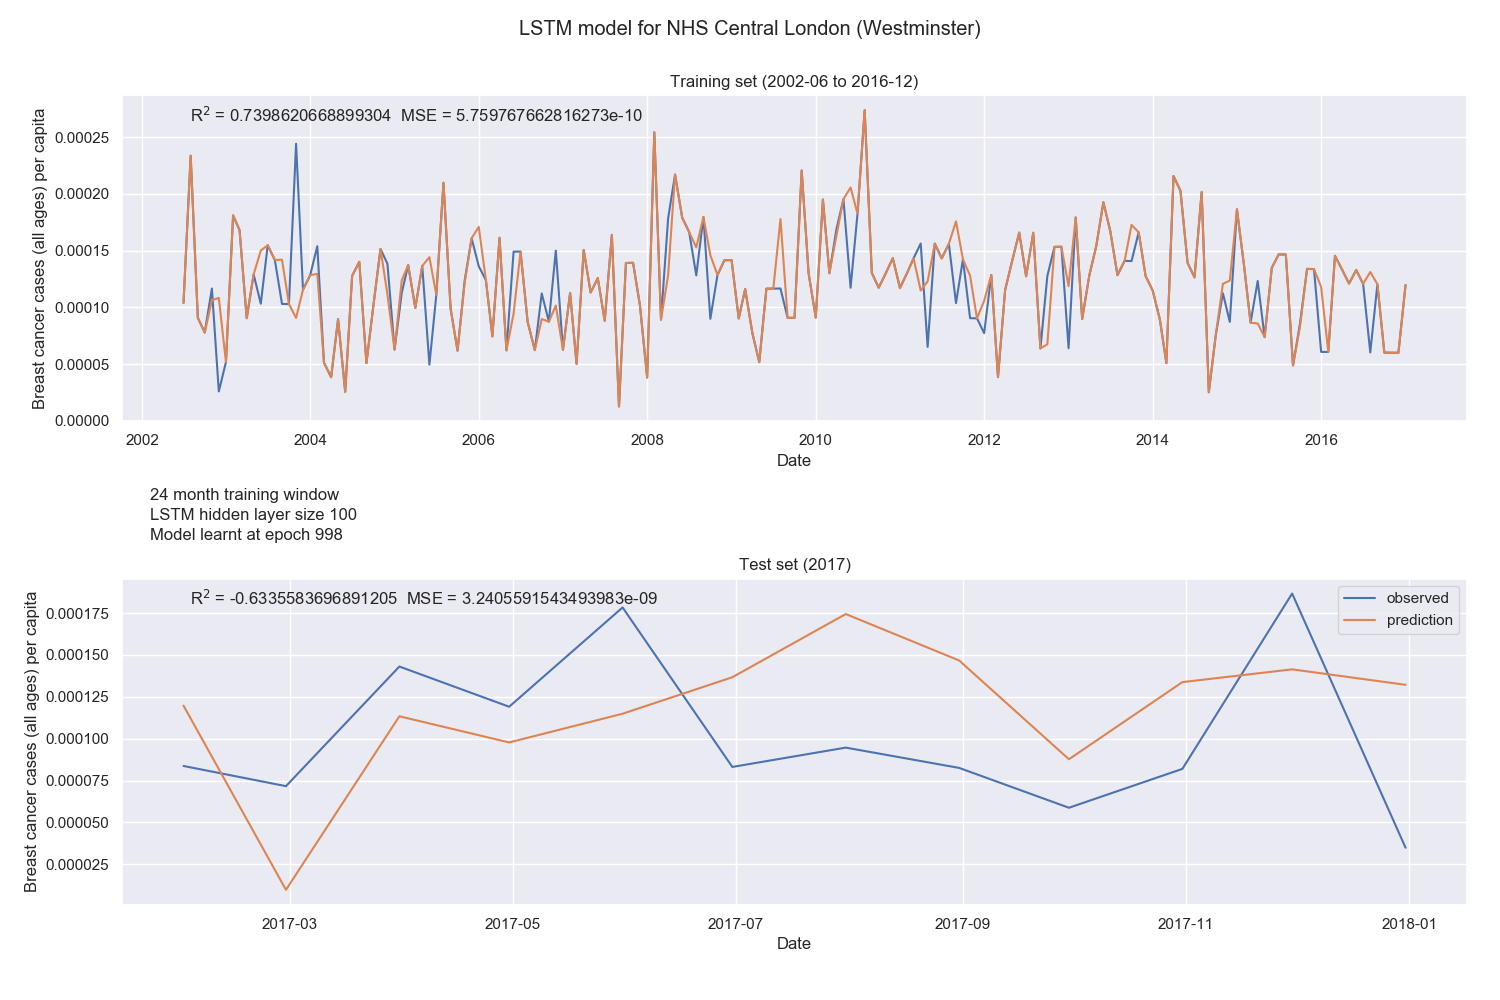 LSTM model for NHS Central London (Westminster)
Training set (2002-06 to 2016-12)
R² = 0.7398620668899304 MSE = 5.759767662816273e-10
Breast cancer cases (all ages) per capita
0.00025
0.00020
0.00015
0.00010
0.00005
0.00000
2002 2004 2006 2008 2010 2012 2014 2016
Date
24 month training window
LSTM hidden layer size 100
Model learnt at epoch 998
Test set (2017)
R² = -0.6335583696891205 MSE = 3.2405591543493983e-09
observed
prediction
Breast cancer cases (all ages) per capita
0.000175
0.000150
0.000125
0.000100
0.000075
0.000050
0.000025
2017-03 2017-05 2017-07 2017-09 2017-11 2018-01
Date